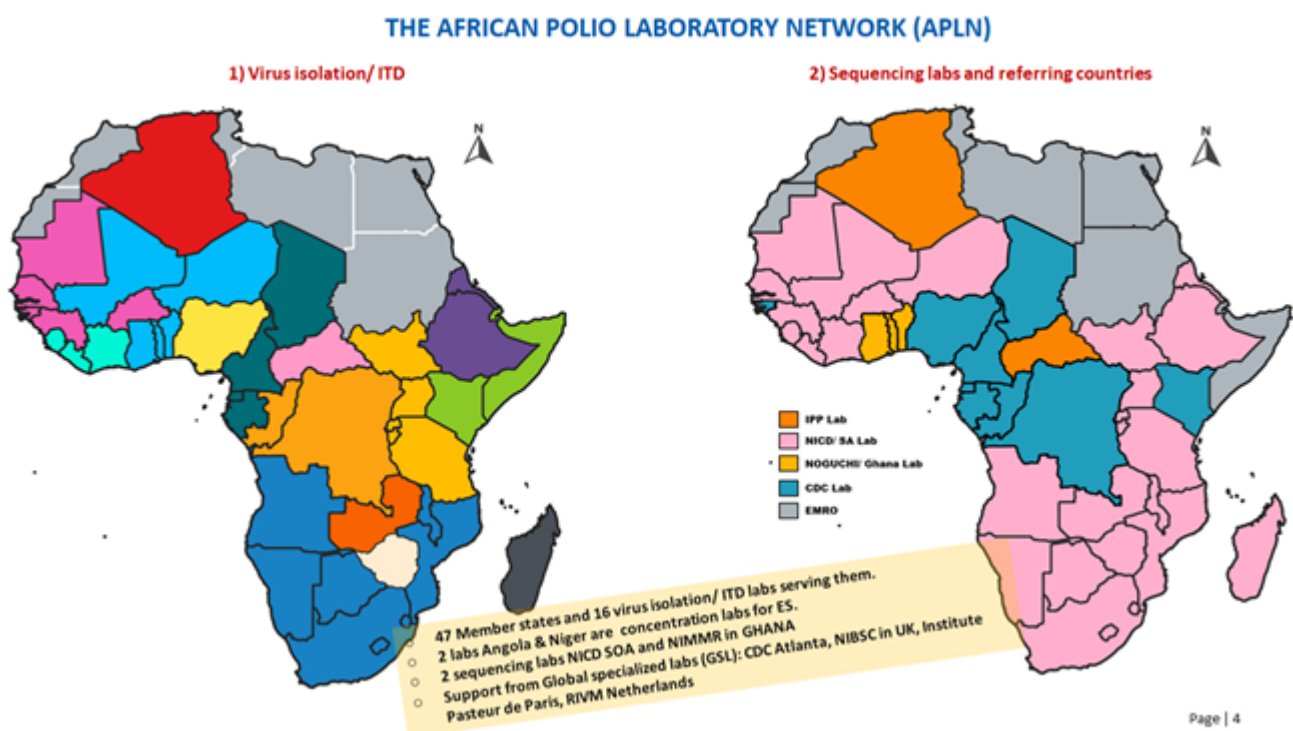 THE AFRICAN POLIO LABORATORY NETWORK (APLN)
1) Virus isolation/ ITD
2) Sequencing labs and referring countries
N
N
IPP Lab
NICD/ SA Lab
NOGUCHI/ Ghana Lab
CDC Lab
EMRO
47 Member states and 16 virus isolation/ ITD labs serving them.
○ 2 labs Angola & Niger are concentration labs for ES.
○ 2 sequencing labs NICD SOA and NIMMR in GHANA
○ Support from Global specialized labs (GSL): CDC Atlanta, NIBSC in UK, Institute
○ Pasteur de Paris, RIVM Netherlands
Page | 4